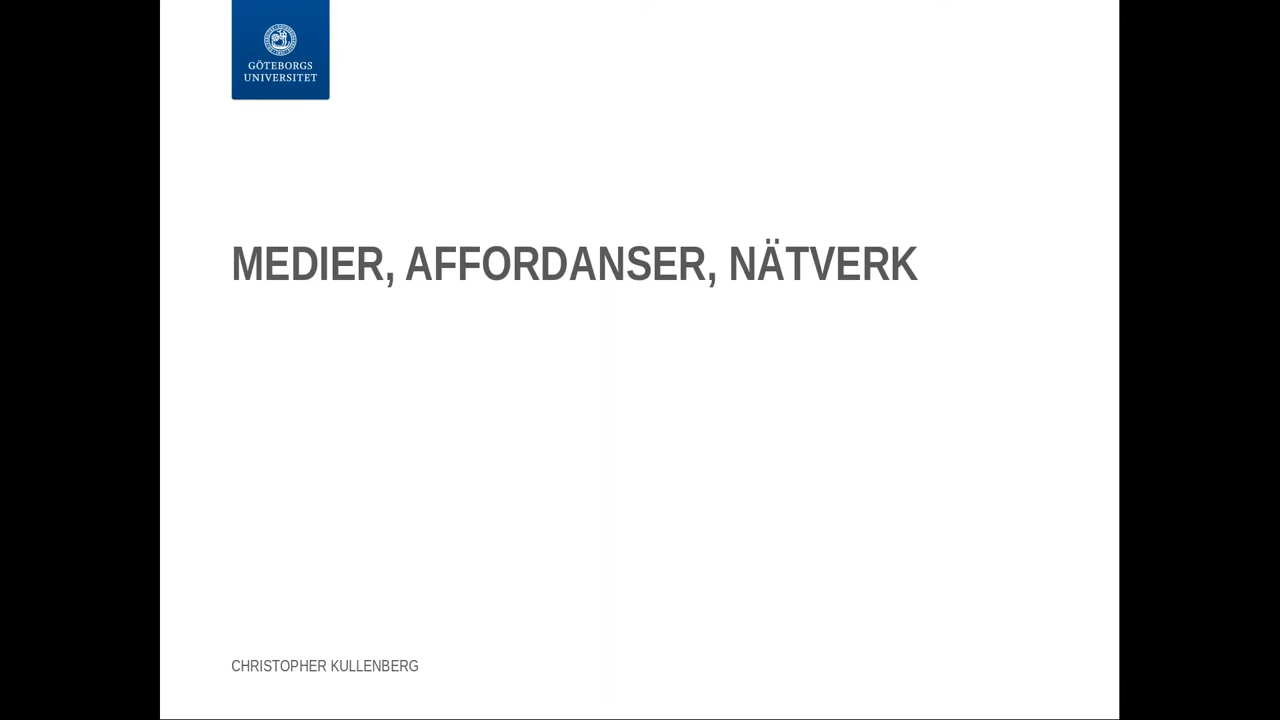 GÖTEBORGS
UNIVERSITET
MEDIER, AFFORDANSER, NÄTVERK
CHRISTOPHER KULLENBERG